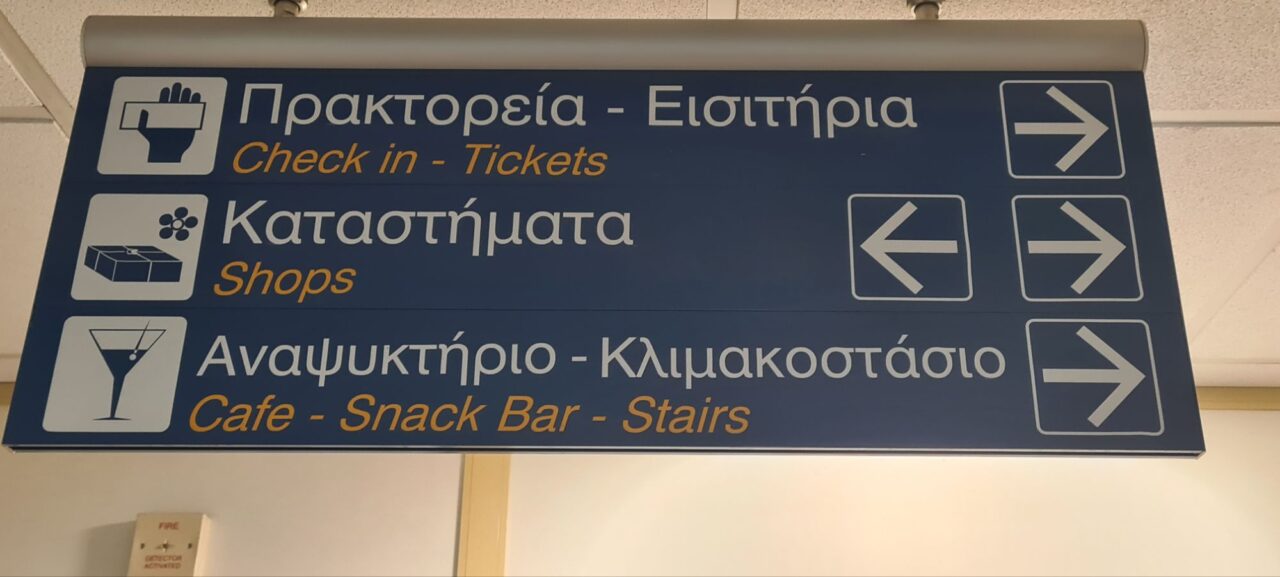 Πρακτορεία - Εισιτήρια
Check in - Tickets
Καταστήματα
Shops
Αναψυκτήριο - Κλιμακοστάσιο
Cafe - Snack Bar - Stairs
FIRE
DETECTOR
ACTIVATED